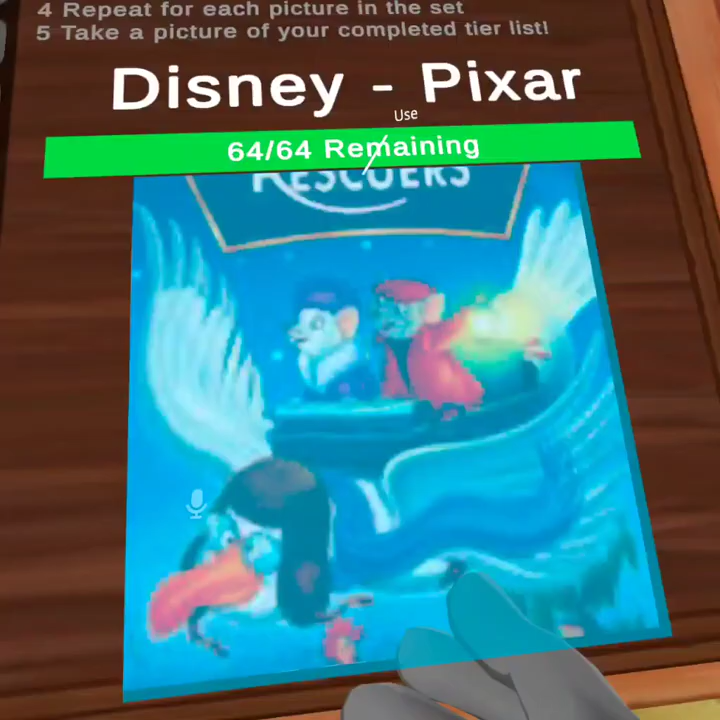 4 Repeat for each picture in the set
5 Take a picture of your completed tier list!
Disney - Pixar
Use
64/64 Remaining
RESCUERS